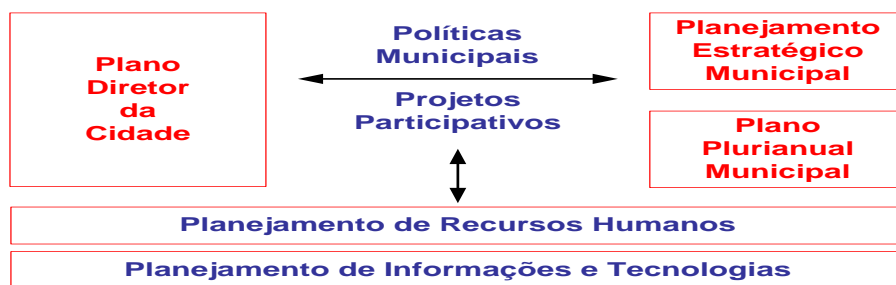 Plano
Diretor
da
Cidade
Políticas
Municipais
Projetos
Participativos
Planejamento
Estratégico
Municipal
Plano
Plurianual
Municipal
Planejamento de Recursos Humanos
Planejamento de Informações e Tecnologias